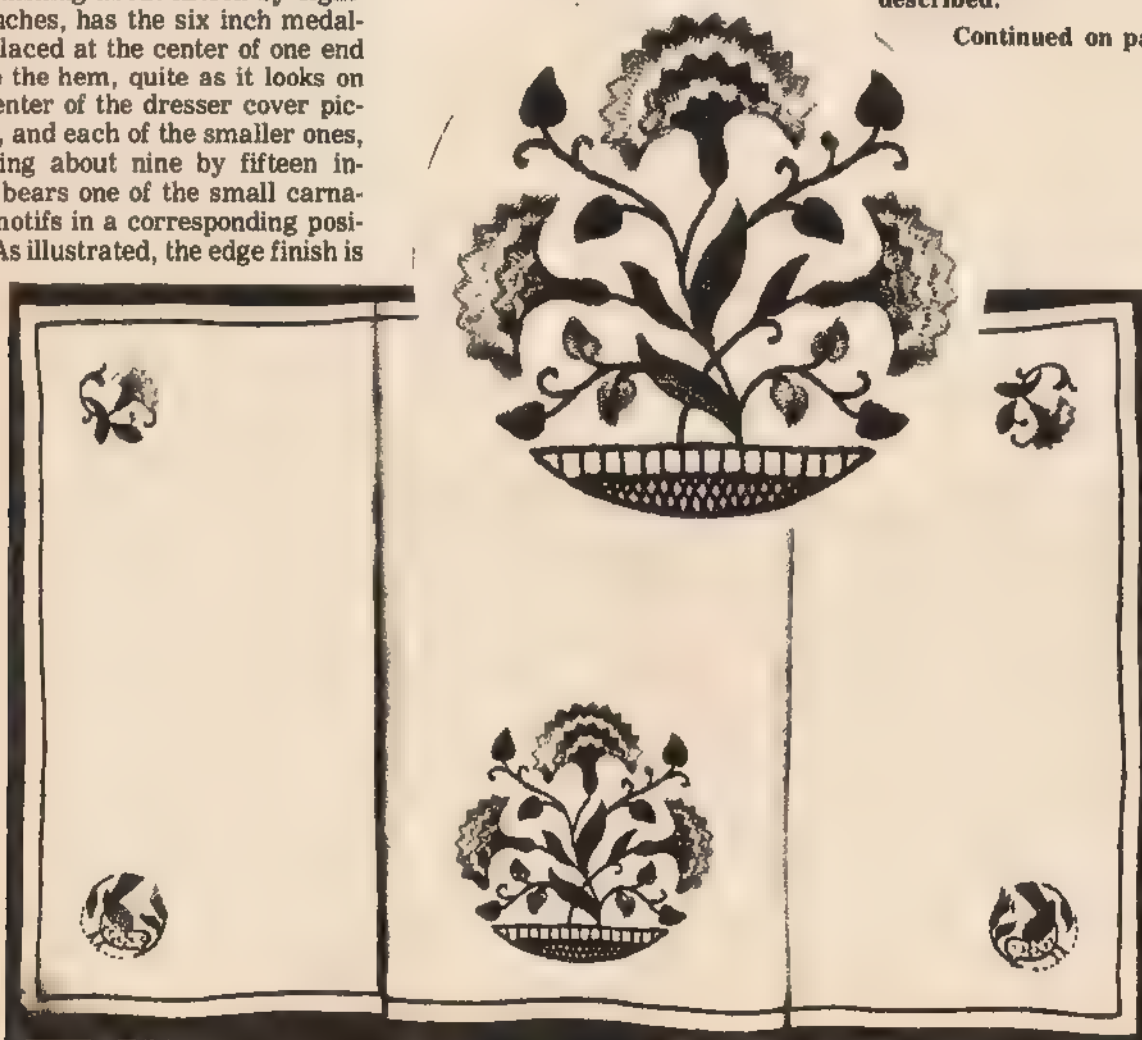 aches, has the six inch medal-
laced at the center of one end
the hem, quite as it looks on
enter of the dresser cover pic-
, and each of the smaller ones,
ing about nine by fifteen in-
bears one of the small carna-
notifs in a corresponding posi-
As illustrated, the edge finish is
described.
Continued on pa